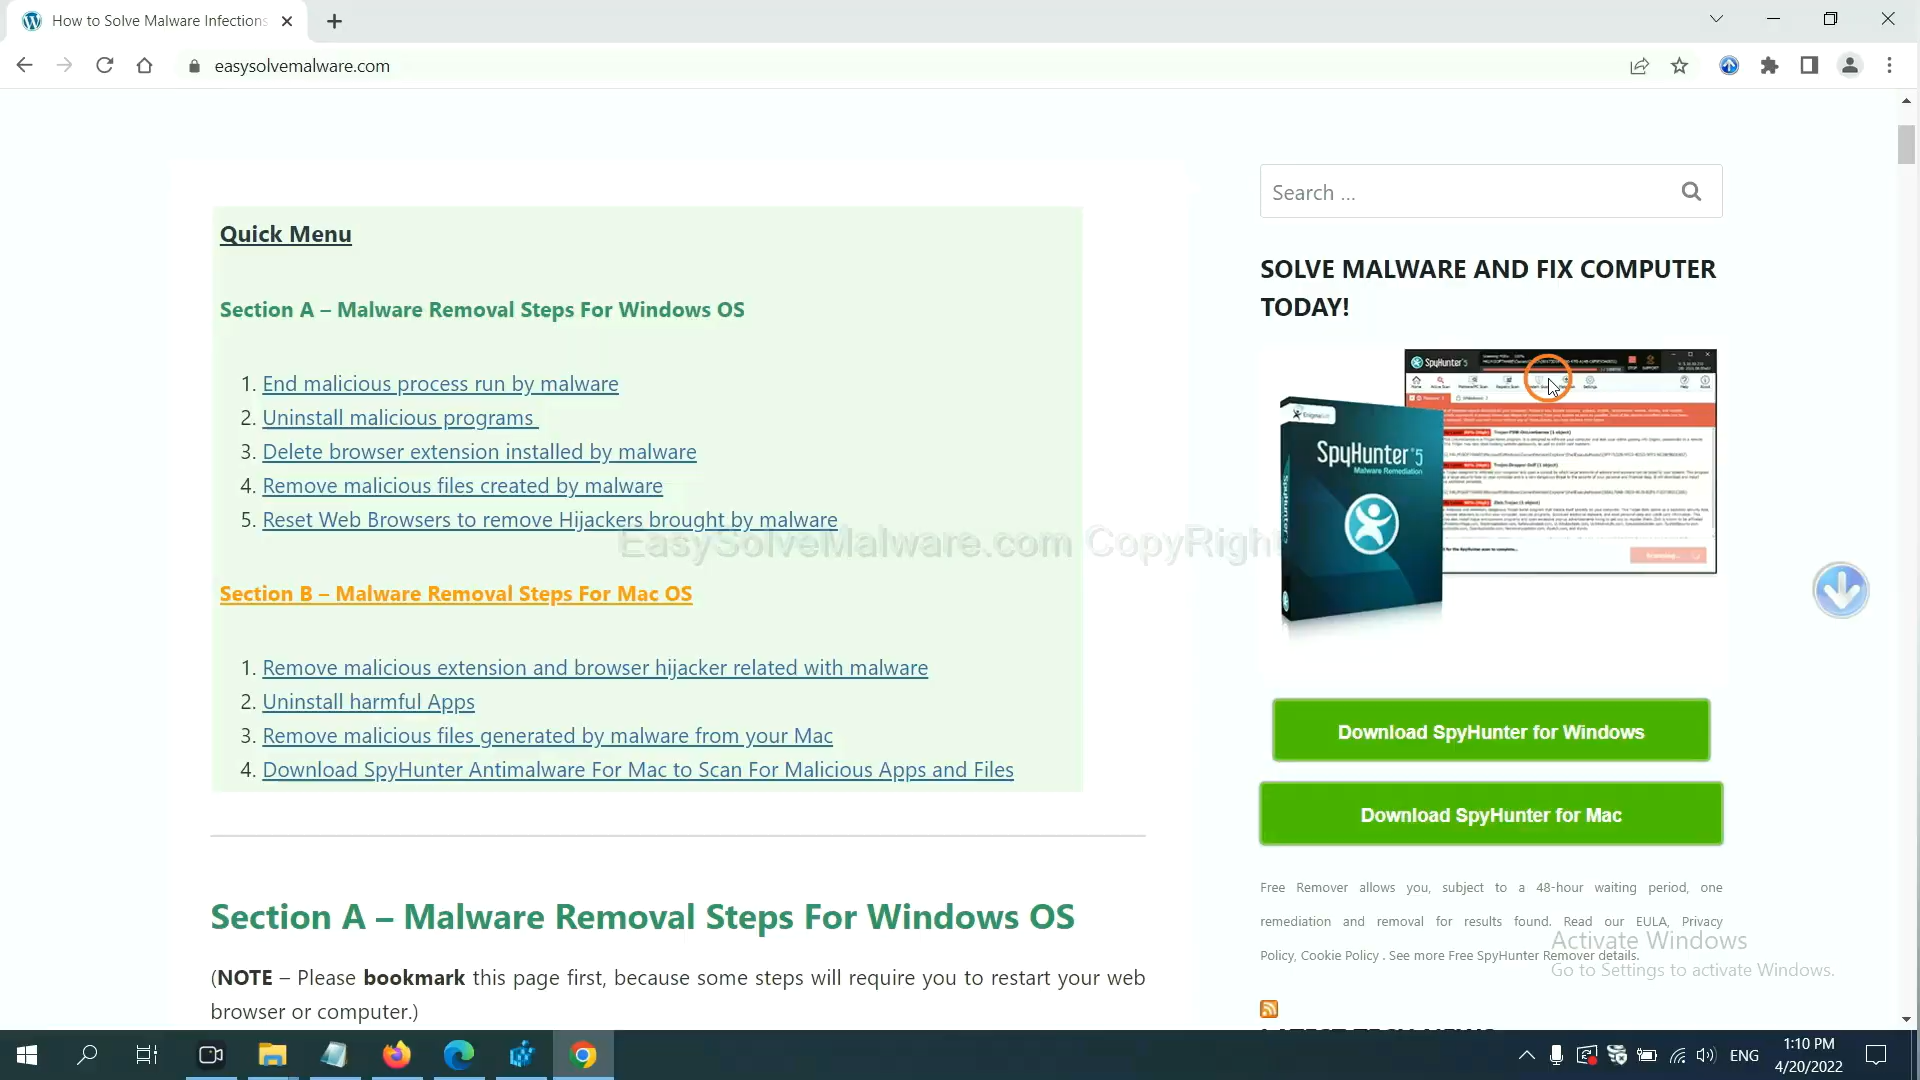 How to Solve Malware Infections
easysolvemalware.com
Search ...
Quick Menu
SOLVE MALWARE AND FIX COMPUTER
TODAY!
Section A – Malware Removal Steps For Windows OS
1. End malicious process run by malware
2. Uninstall malicious programs
3. Delete browser extension installed by malware
4. Remove malicious files created by malware
5. Reset Web Browsers to remove Hijackers brought by malware
EasySolveMalware.com CopyRigh
SpyHunter 5
SpyHunter 5
Malware Remediation
Section B – Malware Removal Steps For Mac OS
1. Remove malicious extension and browser hijacker related with malware
2. Uninstall harmful Apps
3. Remove malicious files generated by malware from your Mac
4. Download SpyHunter Antimalware For Mac to Scan For Malicious Apps and Files
Download SpyHunter for Windows
Download SpyHunter for Mac
Free Remover allows you, subject to a 48-hour waiting period, one
remediation and removal for results found. Read our EULA, Privacy
Policy, Cookie Policy . See more Free SpyHunter Remover details.
Section A – Malware Removal Steps For Windows OS
(NOTE – Please bookmark this page first, because some steps will require you to restart your web
browser or computer.)
Activate Windows
Go to Settings to activate Windows.
LATEST TECH NEWS
ENG
1:10 PM
4/20/2022